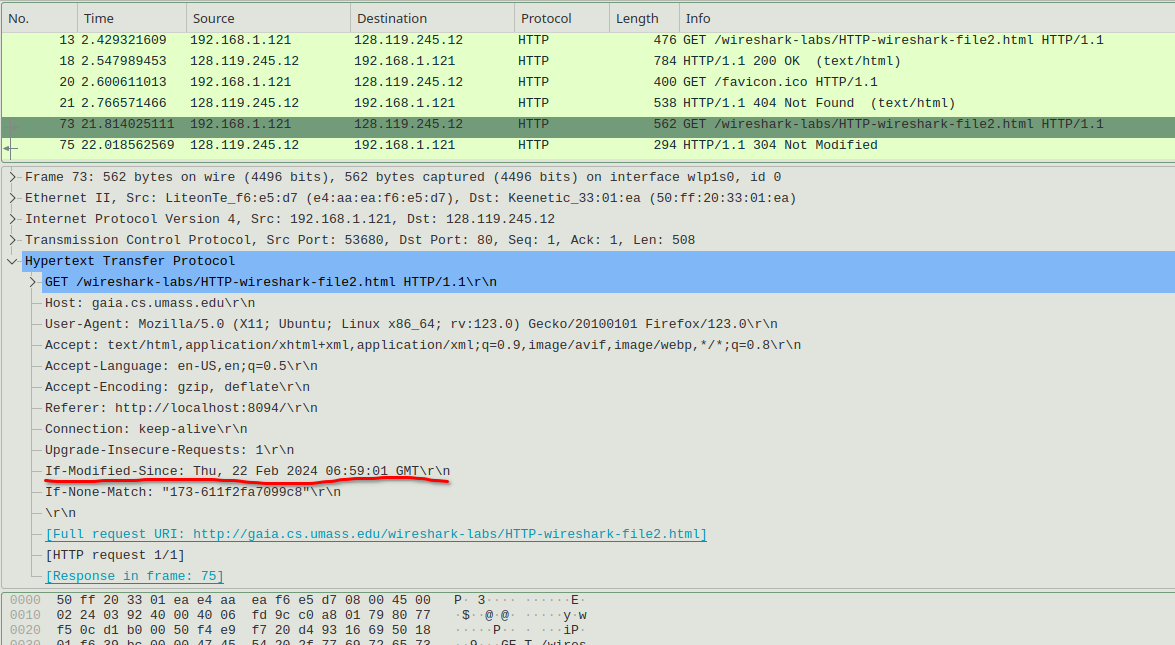 No. Time Source Destination Protocol Length Info
13 2.429321609 192.168.1.121 128.119.245.12 HTTP 476 GET /wireshark-labs/HTTP-wireshark-file2.html HTTP/1.1
18 2.547989453 128.119.245.12 192.168.1.121 HTTP 784 HTTP/1.1 200 OK (text/html)
20 2.600611013 192.168.1.121 128.119.245.12 HTTP 400 GET /favicon.ico HTTP/1.1
21 2.766571466 128.119.245.12 192.168.1.121 HTTP 538 HTTP/1.1 404 Not Found (text/html)
73 21.814025111 192.168.1.121 128.119.245.12 HTTP 562 GET /wireshark-labs/HTTP-wireshark-file2.html HTTP/1.1
75 22.018562569 128.119.245.12 192.168.1.121 HTTP 294 HTTP/1.1 304 Not Modified
Frame 73: 562 bytes on wire (4496 bits), 562 bytes captured (4496 bits) on interface wlp1s0, id 0
Ethernet II, Src: LiteonTe_f6:e5:d7 (e4:aa:ea:f6:e5:d7), Dst: Keenetic_33:01:ea (50:ff:20:33:01:ea)
Internet Protocol Version 4, Src: 192.168.1.121, Dst: 128.119.245.12
Transmission Control Protocol, Src Port: 53680, Dst Port: 80, Seq: 1, Ack: 1, Len: 508
Hypertext Transfer Protocol
GET /wireshark-labs/HTTP-wireshark-file2.html HTTP/1.1\r\n
Host: gaia.cs.umass.edu\r\n
User-Agent: Mozilla/5.0 (X11; Ubuntu; Linux x86_64; rv:123.0) Gecko/20100101 Firefox/123.0\r\n
Accept: text/html,application/xhtml+xml,application/xml;q=0.9,image/avif,image/webp,*/*;q=0.8\r\n
Accept-Language: en-US,en;q=0.5\r\n
Accept-Encoding: gzip, deflate\r\n
Referer: http://localhost:8094/\r\n
Connection: keep-alive\r\n
Upgrade-Insecure-Requests: 1\r\n
If-Modified-Since: Thu, 22 Feb 2024 06:59:01 GMT\r\n
If-None-Match: "173-611f2fa7099c8"\r\n
\r\n
[Full request URI: http://gaia.cs.umass.edu/wireshark-labs/HTTP-wireshark-file2.html]
[HTTP request 1/1]
[Response in frame: 75]
0000 50 ff 20 33 01 ea e4 aa ea f6 e5 d7 08 00 45 00 P· 3···· ······E·
0010 02 24 03 92 40 00 40 06 fd 9c c0 a8 01 79 80 77 ·$··@·@· ·····y·w
0020 f5 0c d1 b0 00 50 f4 e9 f7 20 d4 93 16 69 50 18 ·····P·· · ···iP·